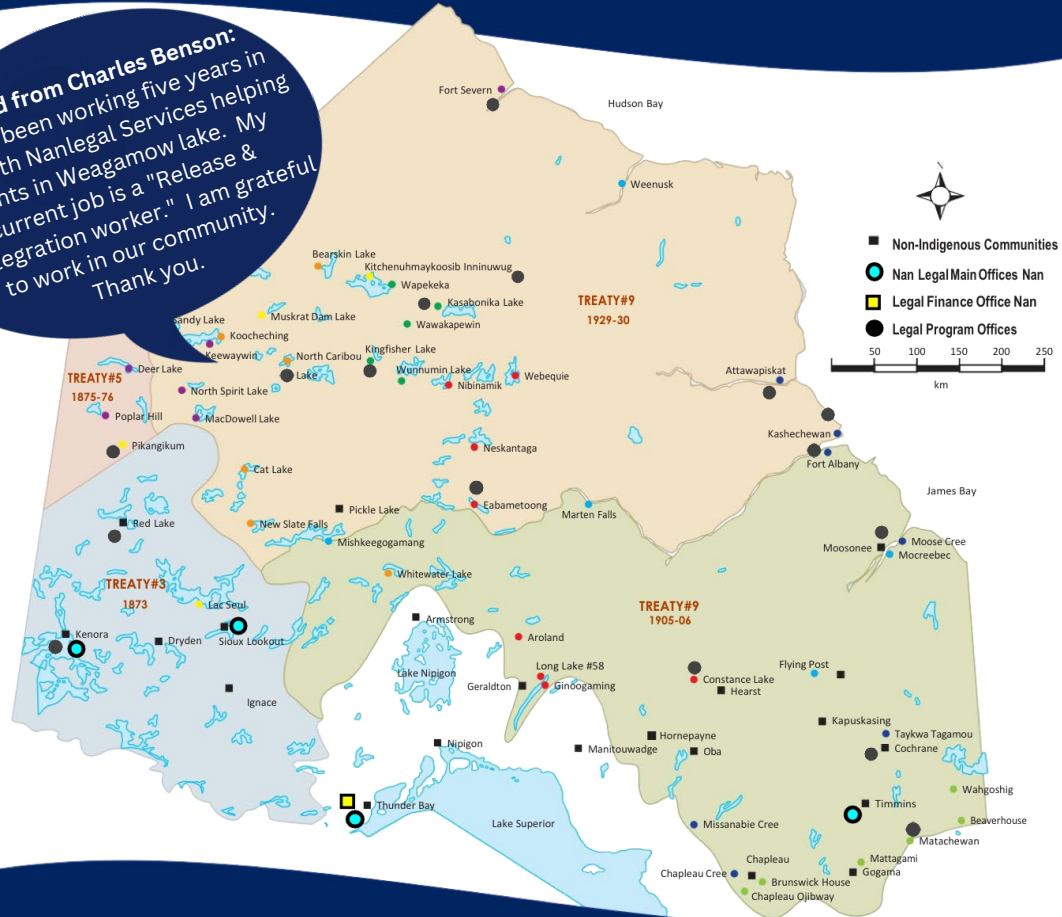 d from Charles Benson:
been working five years in
th Nanlegal Services helping
nts in Weagamow lake. My
current job is a "Release &
tegration worker." I am grateful
to work in our community.
Thank you.
Fort Severn
Hudson Bay
Weenusk
N
Non-Indigenous Communities
Nan Legal Main Offices Nan
Legal Finance Office Nan
Legal Program Offices
50 100 150 200 250
km
Bearskin Lake
Kitchenuhmaykoosib Inninuwug
Wapekeka
Kasabonika Lake
Muskrat Dam Lake
Wawakapewin
TREATY#9
1929-30
andy Lake
Koocheching
Keewaywin
North Caribou
Lake
Kingfisher Lake
Wunnumin Lake
Nibinamik
Webequie
Attawapiskat
Deer Lake
TREATY#5
1875-76
North Spirit Lake
Poplar Hill
MacDowell Lake
Kashechewan
Pikangikum
Neskantaga
Fort Albany
Cat Lake
James Bay
Pickle Lake
Eabametoong
Marten Falls
Red Lake
New Slate Falls
Mishkeegogamang
Moose Cree
Moosonee
Mocreebec
TREATY#3
1873
Whitewater Lake
Lac Seul
TREATY#9
1905-06
Armstrong
Kenora
Dryden
Sioux Lookout
Aroland
Lake Nipigon
Long Lake #58
Flying Post
Geraldton
Ginoogaming
Constance Lake
Hearst
Ignace
Kapuskasing
Hornepayne
Taykwa Tagamou
Nipigon
Manitouwadge
Oba
Cochrane
Wahgoshig
Thunder Bay
Timmins
Lake Superior
Missanabie Cree
Beaverhouse
Matachewan
Chapleau
Mattagami
Chapleau Cree
Gogama
Brunswick House
Chapleau Ojibway